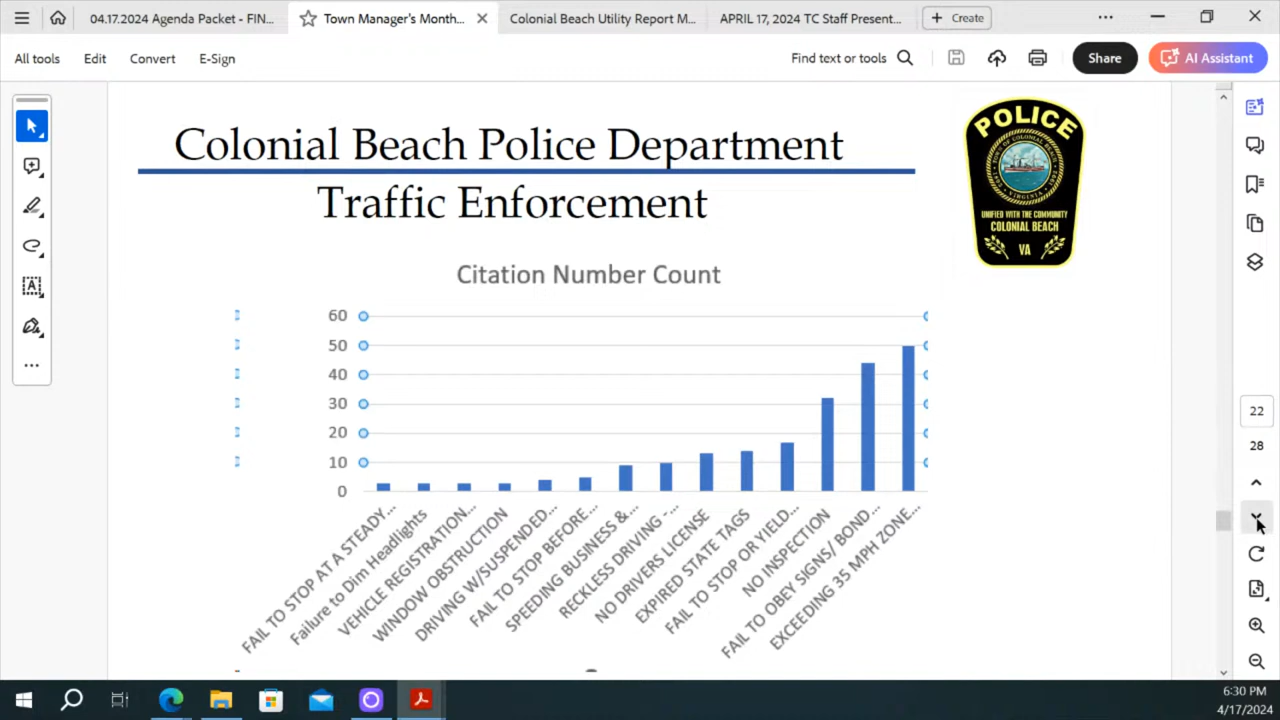 04.17.2024 Agenda Packet - FIN...
Town Manager's Month...
Colonial Beach Utility Report M...
APRIL 17, 2024 TC Staff Present...
Create
All tools
Edit
Convert
E-Sign
Find text or tools
Share
AI Assistant
Colonial Beach Police Department
Traffic Enforcement
POLICE
TOWN OF COLONIAL BEACH
VIRGINIA
UNIFIED WITH THE COMMUNITY
COLONIAL BEACH
VA
Citation Number Count
60
50
40
30
20
10
0
FAIL TO STOP AT A STEADY...
Failure to Dim Headlights
VEHICLE REGISTRATION...
WINDOW OBSTRUCTION
DRIVING W/SUSPENDED...
FAIL TO STOP BEFORE...
SPEEDING BUSINESS &...
RECKLESS DRIVING -...
NO DRIVERS LICENSE
EXPIRED STATE TAGS
FAIL TO STOP OR YIELD...
NO INSPECTION
FAIL TO OBEY SIGNS/ BOND...
EXCEEDING 35 MPH ZONE...
22
28
6:30 PM
4/17/2024